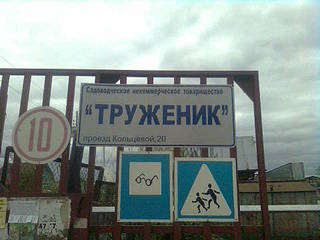 Садоводческое некоммерческое товарищество
"ТРУЖЕНИК"
проезд Кольцевой, 20
10